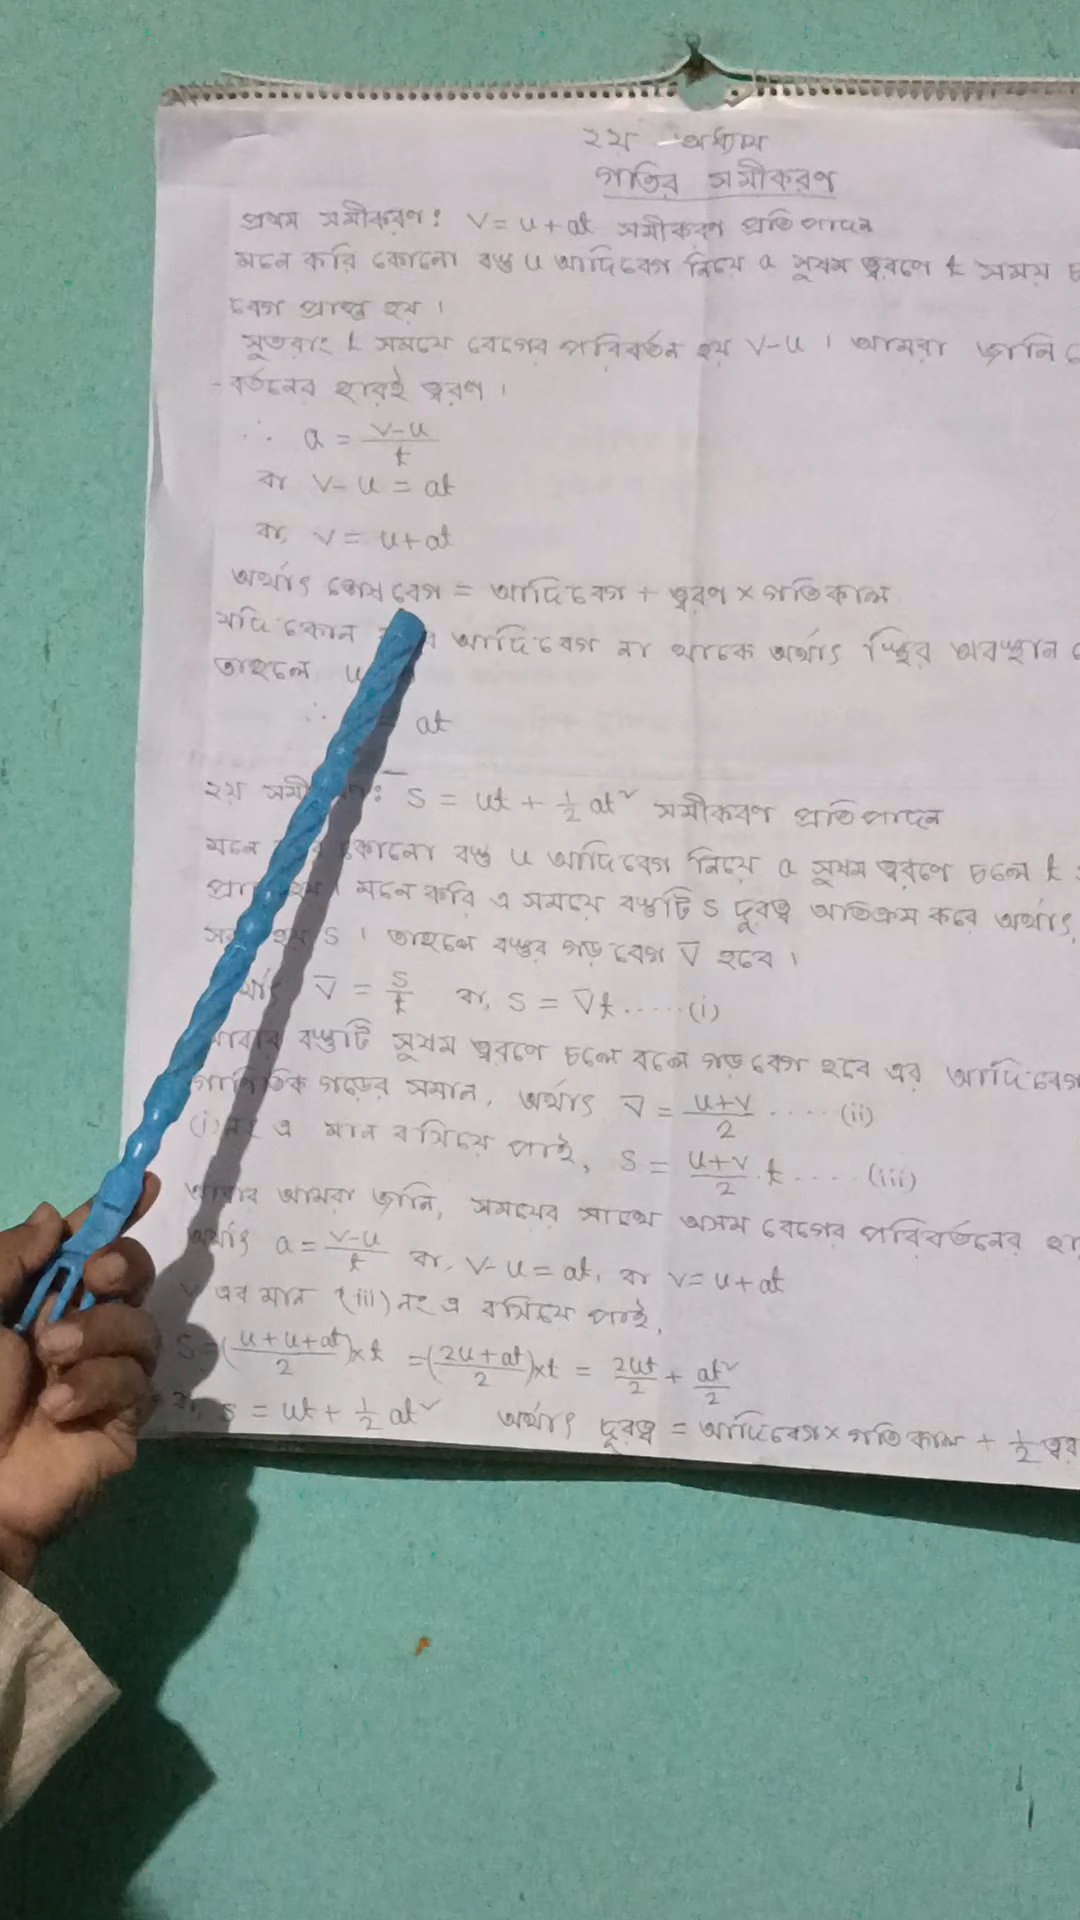 ২য় অধ্যায়
গতির সমীকরণ
প্রথম সমীকরণ: v = u + at সমীকরণ প্রতিপাদন
মনে করি কোনো বস্তু u আদিবেগ নিয়ে a সুষম ত্বরণে t সময়
বেগ প্রাপ্ত হয়।
সুতরাং t সময়ে বেগের পরিবর্তন হয় v-u। আমরা জানি
-বর্তনের হারই ত্বরণ।
∴ a = (v-u)/t
বা v-u = at
বা, v = u+at
অর্থাৎ শেষ বেগ = আদিবেগ + ত্বরণ × গতিকাল
যদি কোন আদিবেগ না থাকে অর্থাৎ স্থির অবস্থান
তাহলে u
∴ = at
২য় সমী : S = ut + ½ at² সমীকরণ প্রতিপাদন
মনে কোনো বস্তু u আদিবেগ নিয়ে a সুষম ত্বরণে চলে t
হয়। মনে করি এ সময়ে বস্তুটি s দূরত্ব অতিক্রম করে অর্থাৎ,
হয় S। তাহলে বস্তুর গড় বেগ v̄ হবে।
v̄ = s/t বা, S = v̄t.....(i)
বস্তুটি সুষম ত্বরণে চলে বলে গড় বেগ হবে এর আদিবেগ
গাণিতিক গড়ের সমান, অর্থাৎ v̄ = (u+v)/2 .....(ii)
(i) নং এ মান বসিয়ে পাই, S = (u+v)/2 . t .... (iii)
আবার আমরা জানি, সময়ের সাথে অসম বেগের পরিবর্তনের
অর্থাৎ a = (v-u)/t বা, v-u = at, বা v = u+at
v এর মান (iii) নং এ বসিয়ে পাই,
S = ((u+u+at)/2)×t = ((2u+at)/2)×t = 2ut/2 + at²/2
বা, s = ut + ½ at² অর্থাৎ দূরত্ব = আদিবেগ × গতিকাল + ½